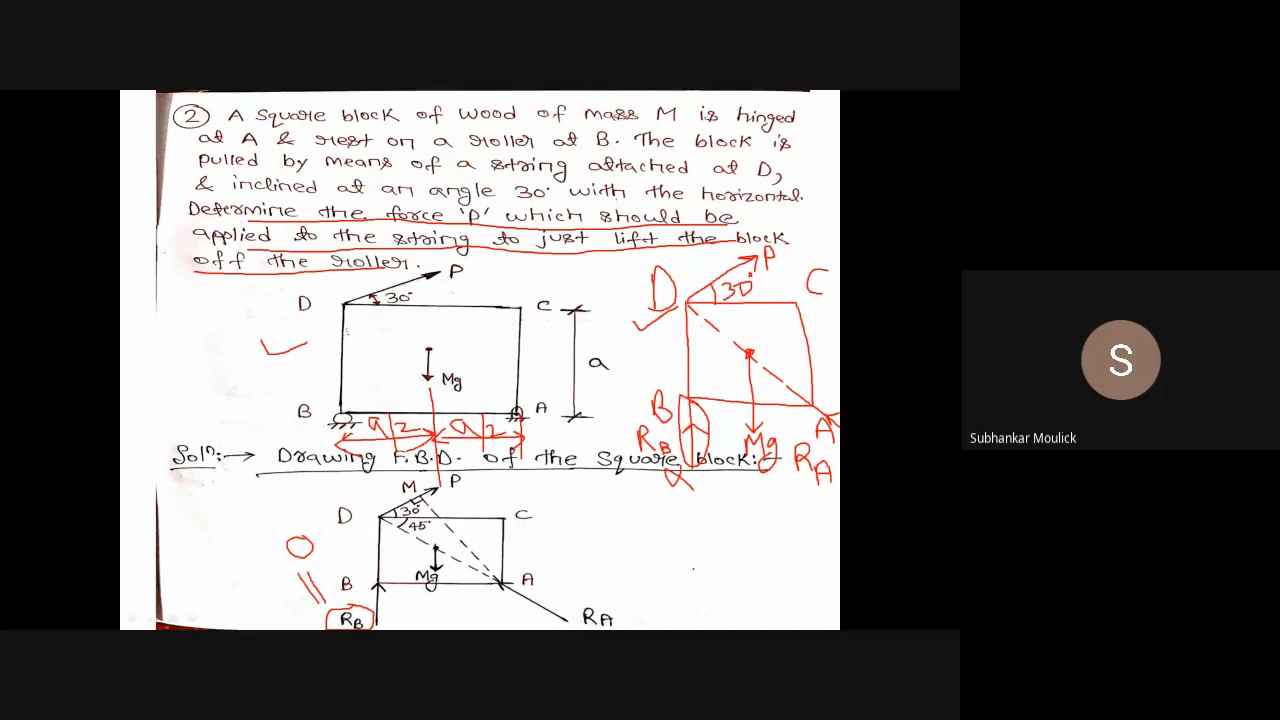 ② A square block of wood of mass M is hinged
at A & rest on a roller at B. The block is
pulled by means of a string attached at D,
& inclined at an angle 30° with the horizontal.
Determine the force 'P' which should be
applied to the string to just lift the block
off the roller.
P
D 30° C
Mg
a
B A
a/2 a/2
P
D 30° C
B A
RB Mg RA
Soln:→ Drawing F.B.D. of the Square block:-
M P
D 30° C
45°
Mg
B A
O
RB RA
S
Subhankar Moulick